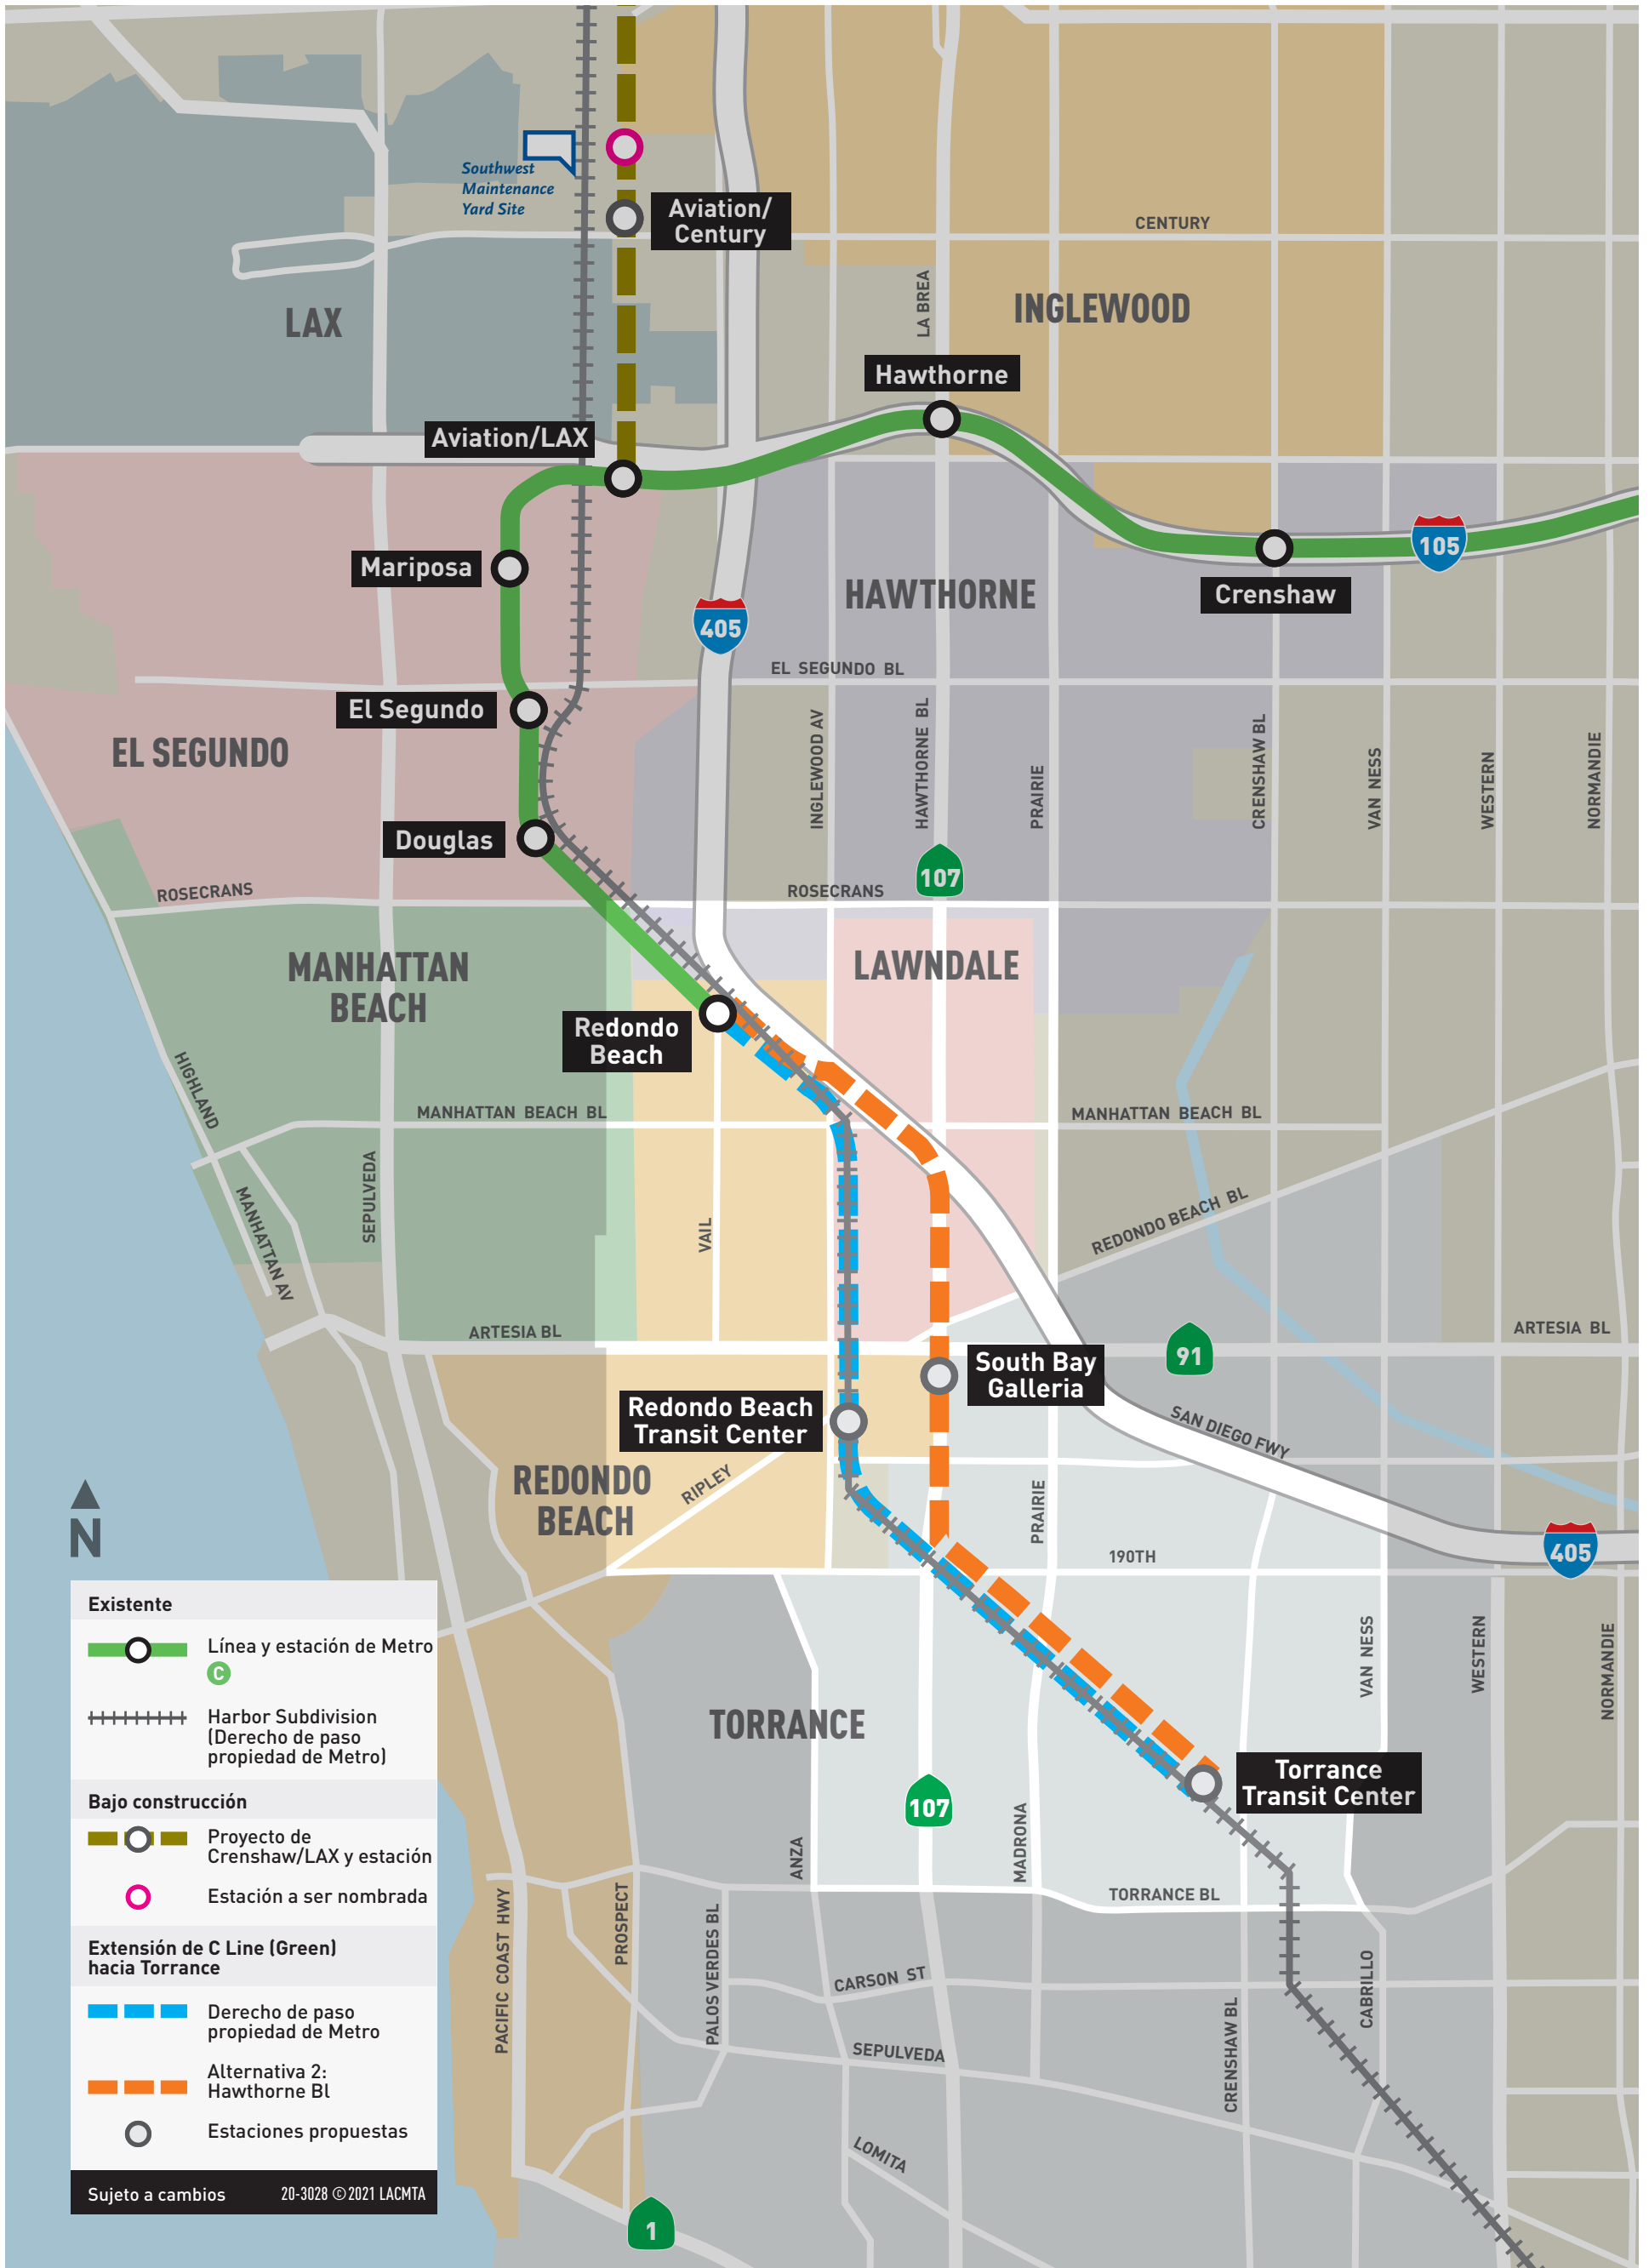 Southwest
Maintenance
Yard Site
Aviation/
Century
CENTURY
LA BREA
INGLEWOOD
LAX
Hawthorne
Aviation/LAX
105
Mariposa
HAWTHORNE
Crenshaw
405
EL SEGUNDO BL
El Segundo
EL SEGUNDO
INGLEWOOD AV
HAWTHORNE BL
PRAIRIE
CRENSHAW BL
VAN NESS
WESTERN
NORMANDIE
Douglas
107
ROSECRANS
ROSECRANS
MANHATTAN
BEACH
LAWNDALE
Redondo
Beach
HIGHLAND
MANHATTAN BEACH BL
MANHATTAN BEACH BL
SEPULVEDA
MANHATTAN AV
VAIL
REDONDO BEACH BL
ARTESIA BL
ARTESIA BL
91
South Bay
Galleria
Redondo Beach
Transit Center
SAN DIEGO FWY
REDONDO
BEACH
RIPLEY
PRAIRIE
N
190TH
405
VAN NESS
WESTERN
NORMANDIE
TORRANCE
Torrance
Transit Center
107
ANZA
MADRONA
TORRANCE BL
PACIFIC COAST HWY
PROSPECT
PALOS VERDES BL
CARSON ST
CABRILLO
SEPULVEDA
CRENSHAW BL
LOMITA
1
Existente
Línea y estación de Metro
C
Harbor Subdivision
(Derecho de paso
propiedad de Metro)
Bajo construcción
Proyecto de
Crenshaw/LAX y estación
Estación a ser nombrada
Extensión de C Line (Green)
hacia Torrance
Derecho de paso
propiedad de Metro
Alternativa 2:
Hawthorne Bl
Estaciones propuestas
Sujeto a cambios
20-3028 ©2021 LACMTA